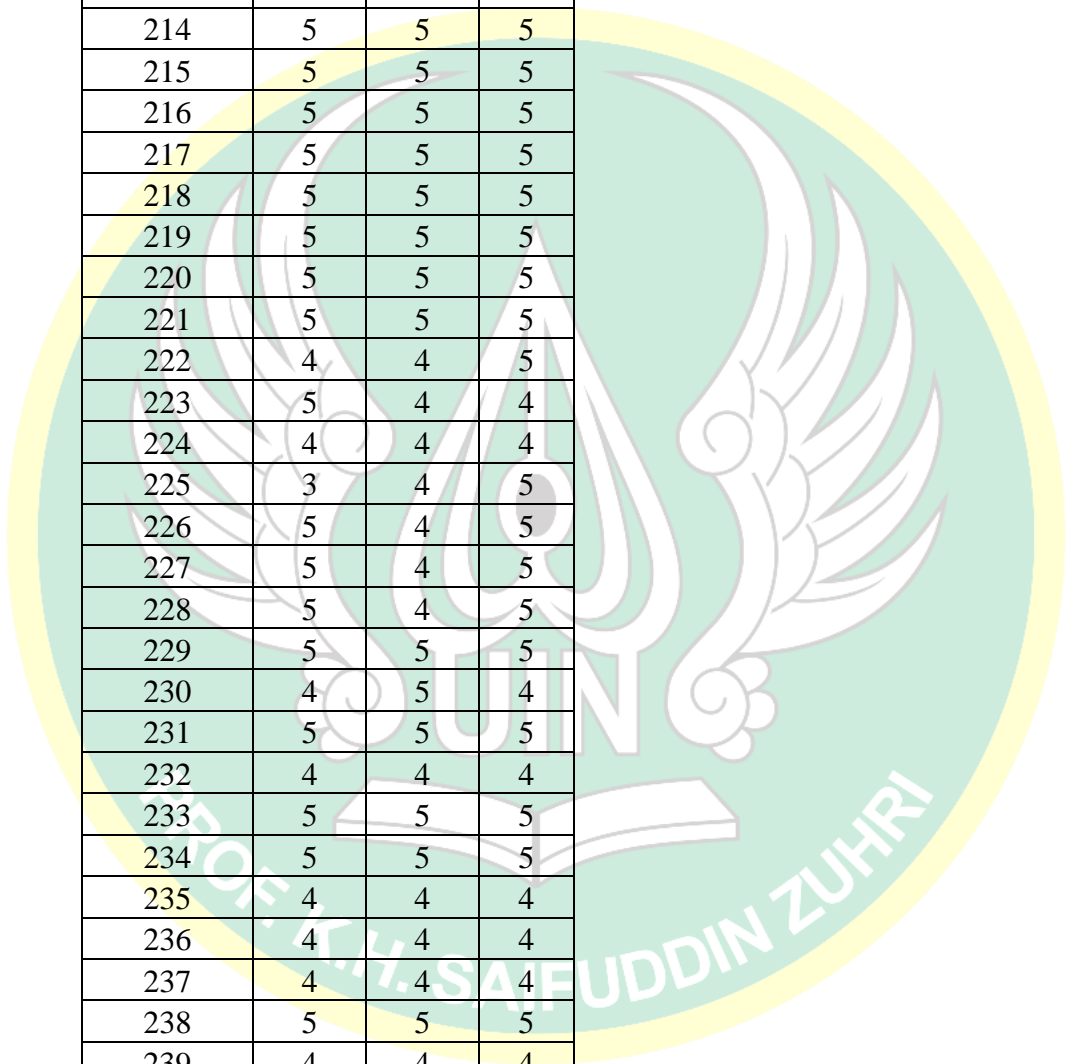 214 5 5 5
215 5 5 5
216 5 5 5
217 5 5 5
218 5 5 5
219 5 5 5
220 5 5 5
221 5 5 5
222 4 4 5
223 5 4 4
224 4 4 4
225 3 4 5
226 5 4 5
227 5 4 5
228 5 4 5
229 5 5 5
230 4 5 4
231 5 5 5
232 4 4 4
233 5 5 5
234 5 5 5
235 4 4 4
236 4 4 4
237 4 4 4
238 5 5 5
239 4 4 4
UIN
PROF. K.H. SAIFUDDIN ZUHRI